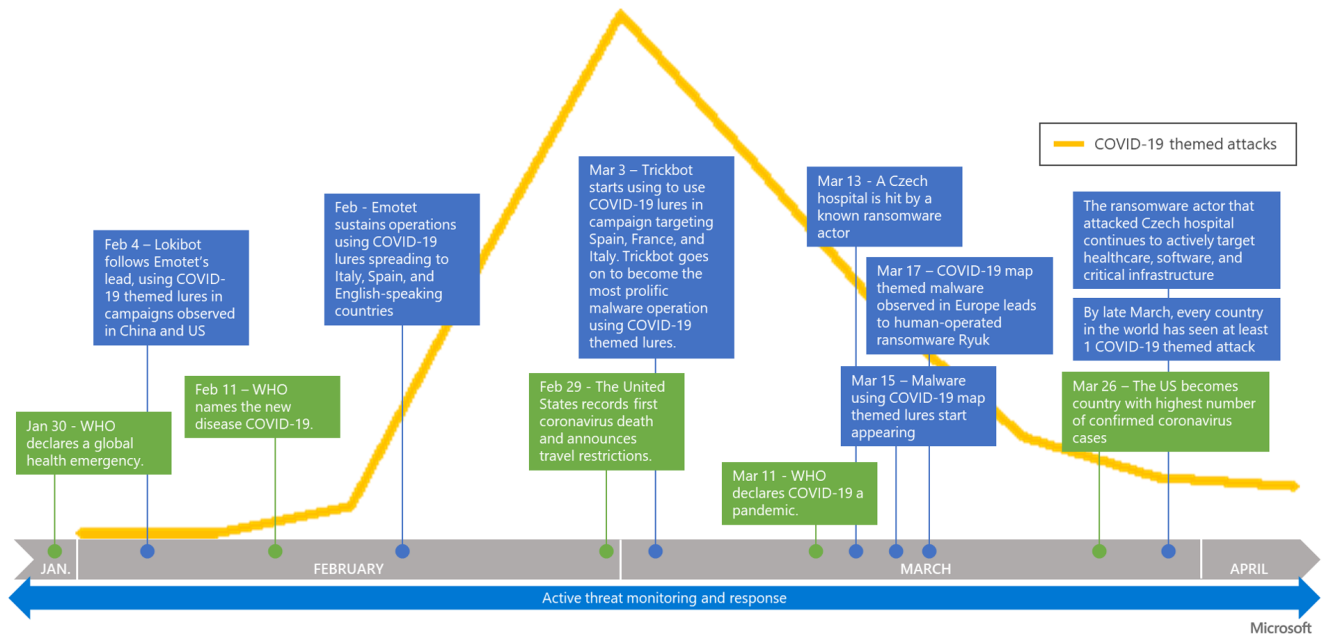 COVID-19 themed attacks
Mar 3 – Trickbot
starts using to use
COVID-19 lures in
campaign targeting
Spain, France, and
Italy. Trickbot goes
on to become the
most prolific
malware operation
using COVID-19
themed lures.
Mar 13 - A Czech
hospital is hit by a
known ransomware
actor
The ransomware actor that
attacked Czech hospital
continues to actively target
healthcare, software, and
critical infrastructure
Feb - Emotet
sustains operations
using COVID-19
lures spreading to
Italy, Spain, and
English-speaking
countries
Feb 4 – Lokibot
follows Emotet's
lead, using COVID-
19 themed lures in
campaigns observed
in China and US
Mar 17 – COVID-19 map
themed malware
observed in Europe leads
to human-operated
ransomware Ryuk
By late March, every country
in the world has seen at least
1 COVID-19 themed attack
Feb 11 – WHO
names the new
disease COVID-19.
Feb 29 - The United
States records first
coronavirus death
and announces
travel restrictions.
Mar 15 – Malware
using COVID-19 map
themed lures start
appearing
Mar 26 – The US becomes
country with highest number
of confirmed coronavirus
cases
Jan 30 - WHO
declares a global
health emergency.
Mar 11 - WHO
declares COVID-19 a
pandemic.
JAN.
FEBRUARY
MARCH
APRIL
Active threat monitoring and response
Microsoft